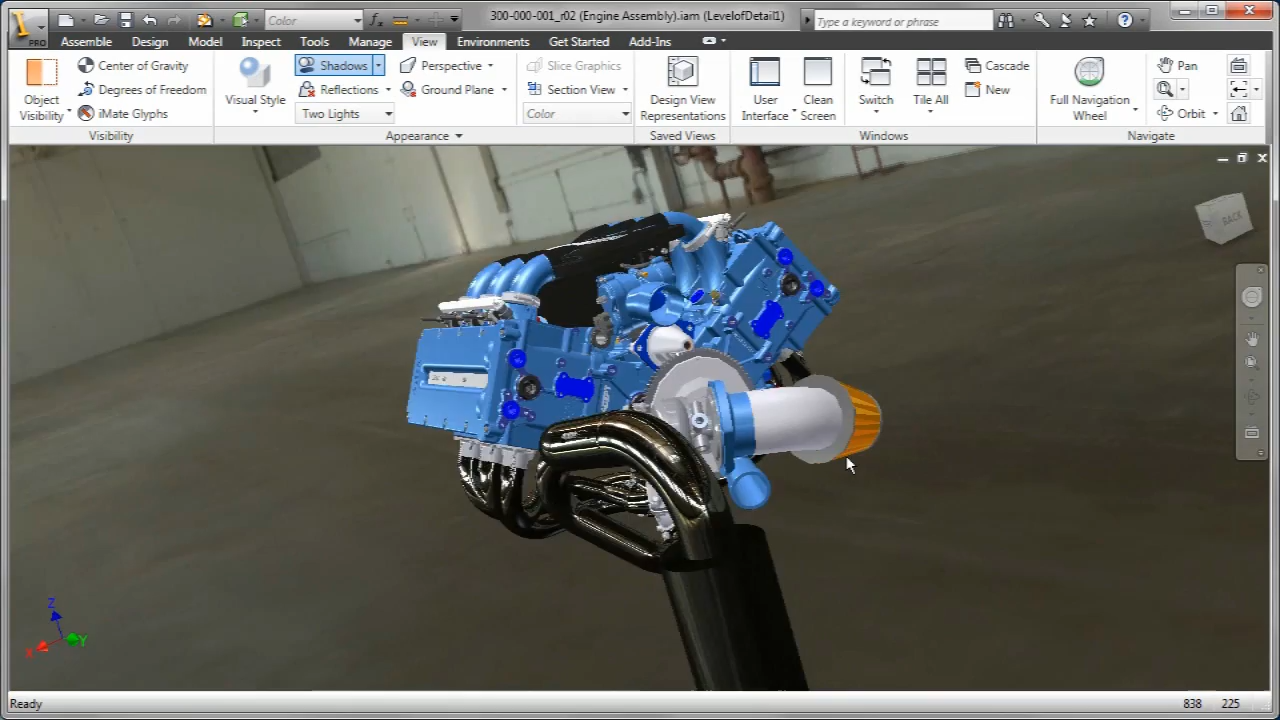 Color
300-000-001_r02 (Engine Assembly).iam (LevelofDetail1)
Type a keyword or phrase
PRO
Assemble Design Model Inspect Tools Manage View Environments Get Started Add-Ins
Object Visibility
Center of Gravity
Degrees of Freedom
iMate Glyphs
Visibility
Visual Style
Shadows
Reflections
Two Lights
Perspective
Ground Plane
Appearance
Slice Graphics
Section View
Color
Design View Representations
Saved Views
User Interface
Clean Screen
Switch
Tile All
Cascade
New
Windows
Full Navigation Wheel
Pan
Orbit
Navigate
BACK
Z
X
Y
Ready
838 225